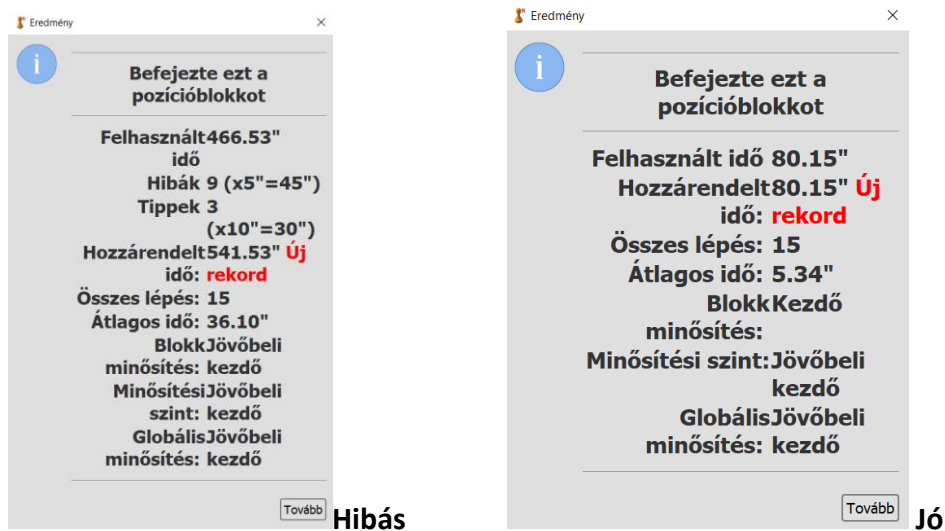 Eredmény
Befejezte ezt a
pozícióblokkot
Felhasznált 466.53"
idő
Hibák 9 (x5"=45")
Tippek 3
(x10"=30")
Hozzárendelt 541.53" Új
idő: rekord
Összes lépés: 15
Átlagos idő: 36.10"
Blokk Jövőbeli
minősítés: kezdő
Minősítési Jövőbeli
szint: kezdő
Globális Jövőbeli
minősítés: kezdő
Tovább
Hibás
Eredmény
Befejezte ezt a
pozícióblokkot
Felhasznált idő 80.15"
Hozzárendelt 80.15" Új
idő: rekord
Összes lépés: 15
Átlagos idő: 5.34"
Blokk Kezdő
minősítés:
Minősítési szint: Jövőbeli
kezdő
Globális Jövőbeli
minősítés: kezdő
Tovább
Jó